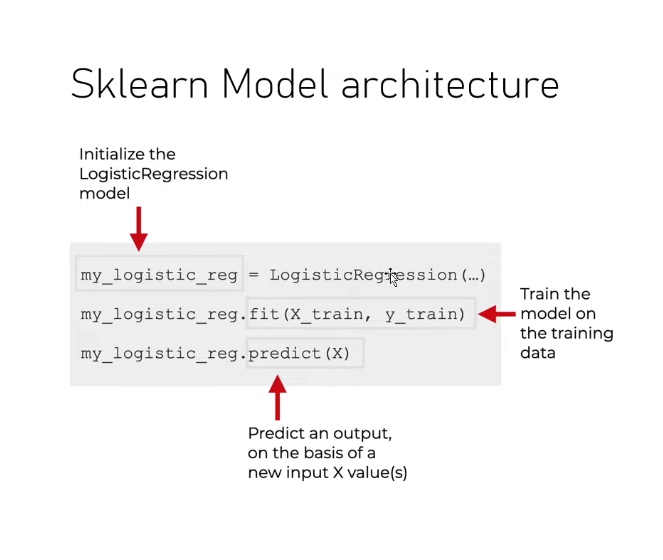 Sklearn Model architecture
Initialize the
LogisticRegression
model
my_logistic_reg = LogisticRegression(…)
my_logistic_reg.fit(X_train, y_train)
my_logistic_reg.predict(X)
Train the
model on
the training
data
Predict an output,
on the basis of a
new input X value(s)